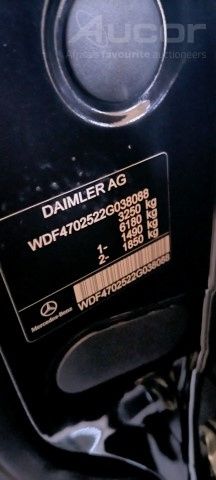 Aucor
Africa's favourite auctioneers
DAIMLER AG
WDF4702522G038088
3250 kg
6180 kg
1- 1490 kg
2- 1850 kg
Mercedes-Benz
WDF4702522G038088